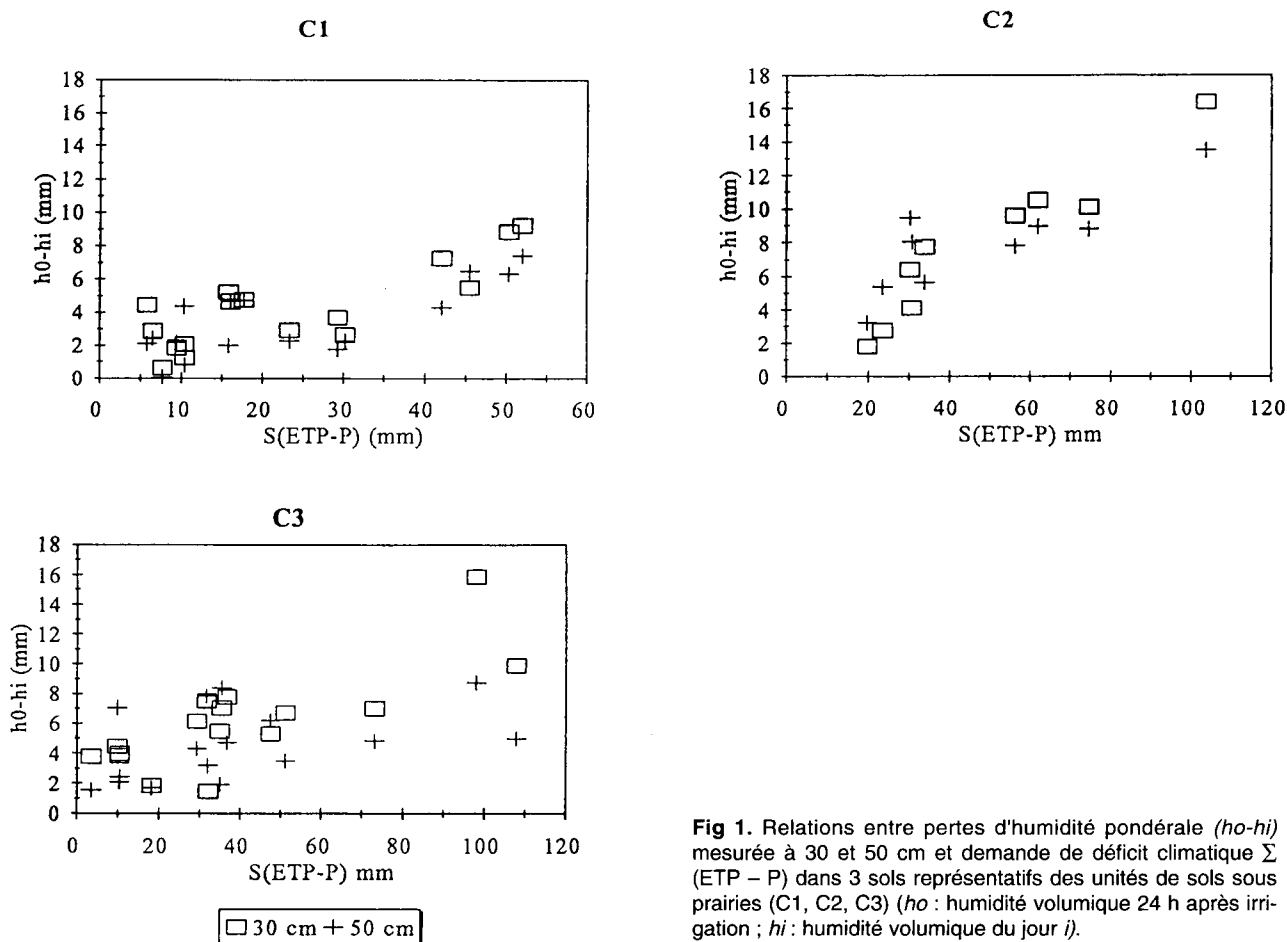 C1
18
16
14
12
10
8
6
4
2
0
h0-hi (mm)
0 10 20 30 40 50 60
S(ETP-P) (mm)
C2
18
16
14
12
10
8
6
4
2
0
h0-hi (mm)
0 20 40 60 80 100 120
S(ETP-P) mm
C3
18
16
14
12
10
8
6
4
2
0
h0-hi (mm)
0 20 40 60 80 100 120
S(ETP-P) mm
30 cm + 50 cm
Fig 1. Relations entre pertes d'humidité pondérale (ho-hi)
mesurée à 30 et 50 cm et demande de déficit climatique Σ
(ETP – P) dans 3 sols représentatifs des unités de sols sous
prairies (C1, C2, C3) (ho : humidité volumique 24 h après irri-
gation ; hi : humidité volumique du jour i).